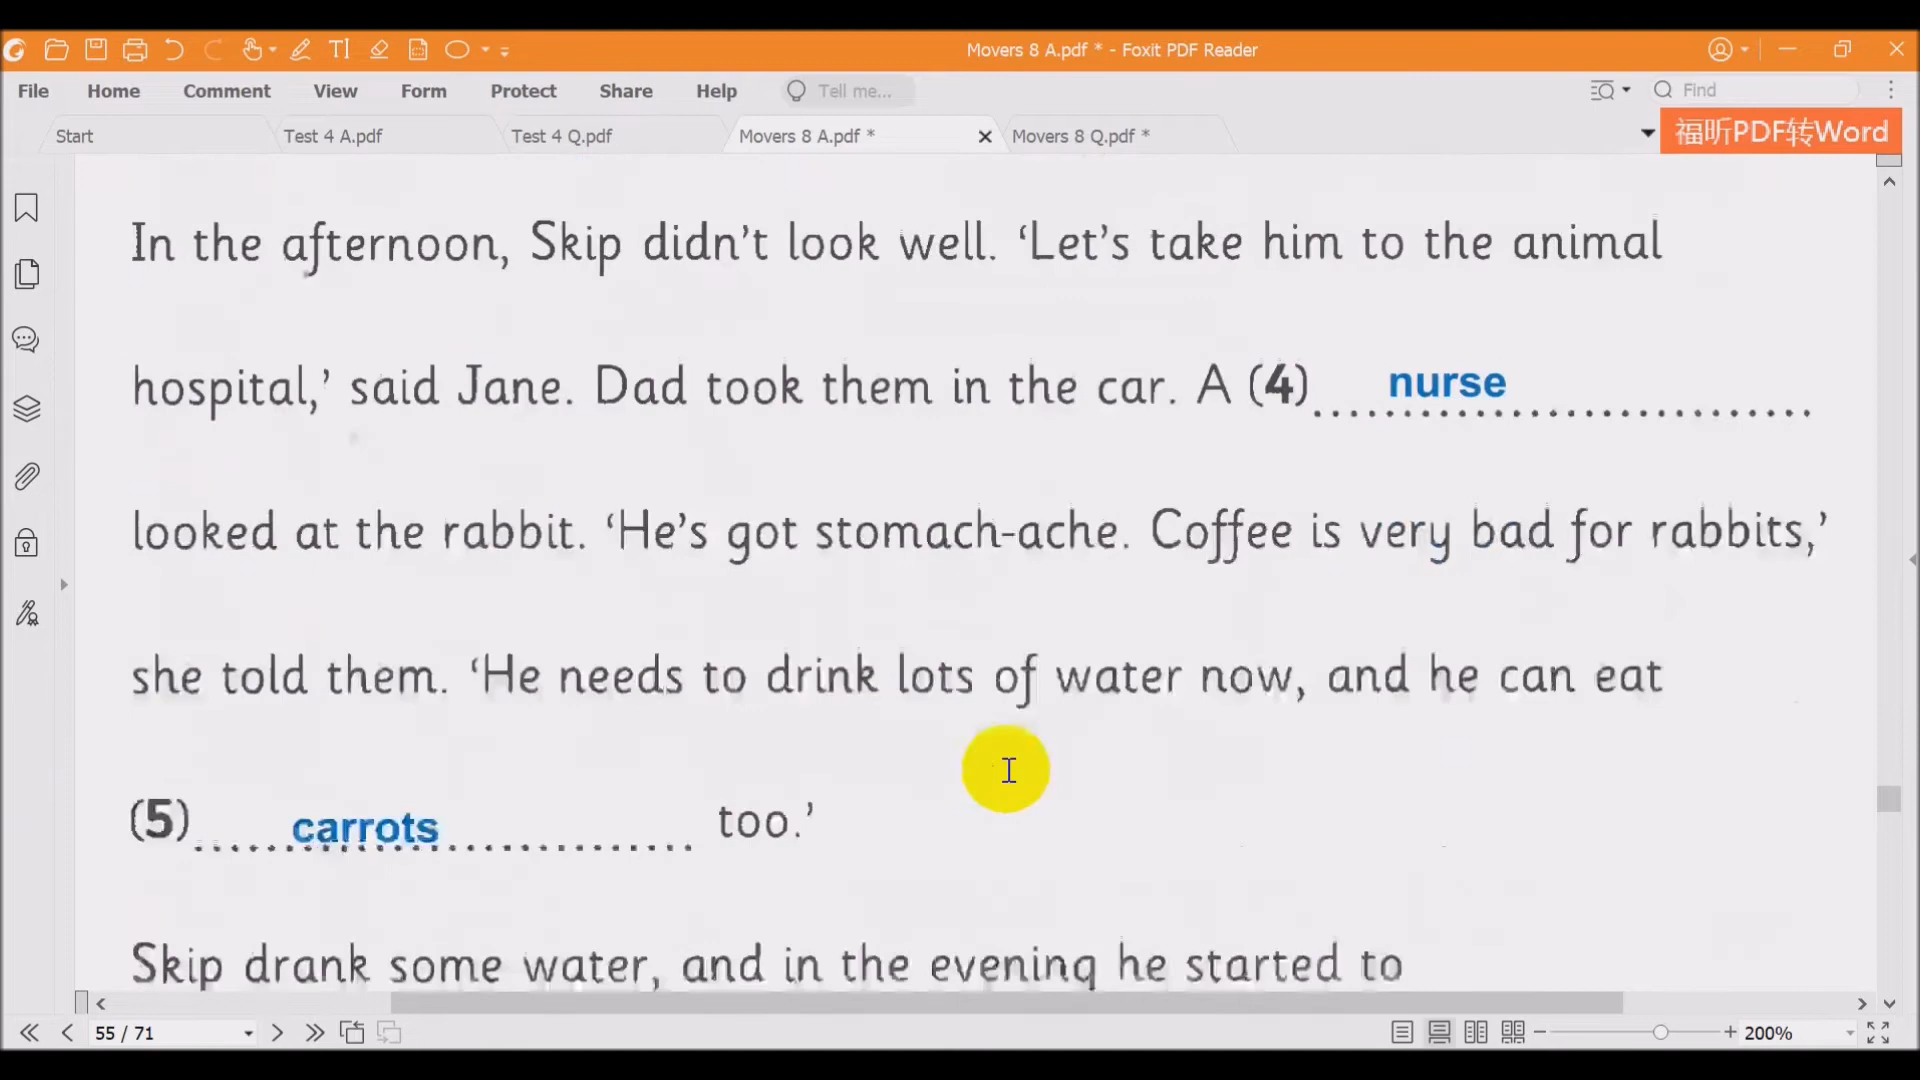 Movers 8 A.pdf * - Foxit PDF Reader
File Home Comment View Form Protect Share Help Tell me... Find
Start Test 4 A.pdf Test 4 Q.pdf Movers 8 A.pdf * Movers 8 Q.pdf * 福昕PDF转Word
In the afternoon, Skip didn't look well. ‘Let's take him to the animal
hospital,’ said Jane. Dad took them in the car. A (4) nurse
looked at the rabbit. ‘He's got stomach-ache. Coffee is very bad for rabbits,’
she told them. ‘He needs to drink lots of water now, and he can eat
(5) carrots too.’
Skip drank some water, and in the evening he started to
55 / 71 200%